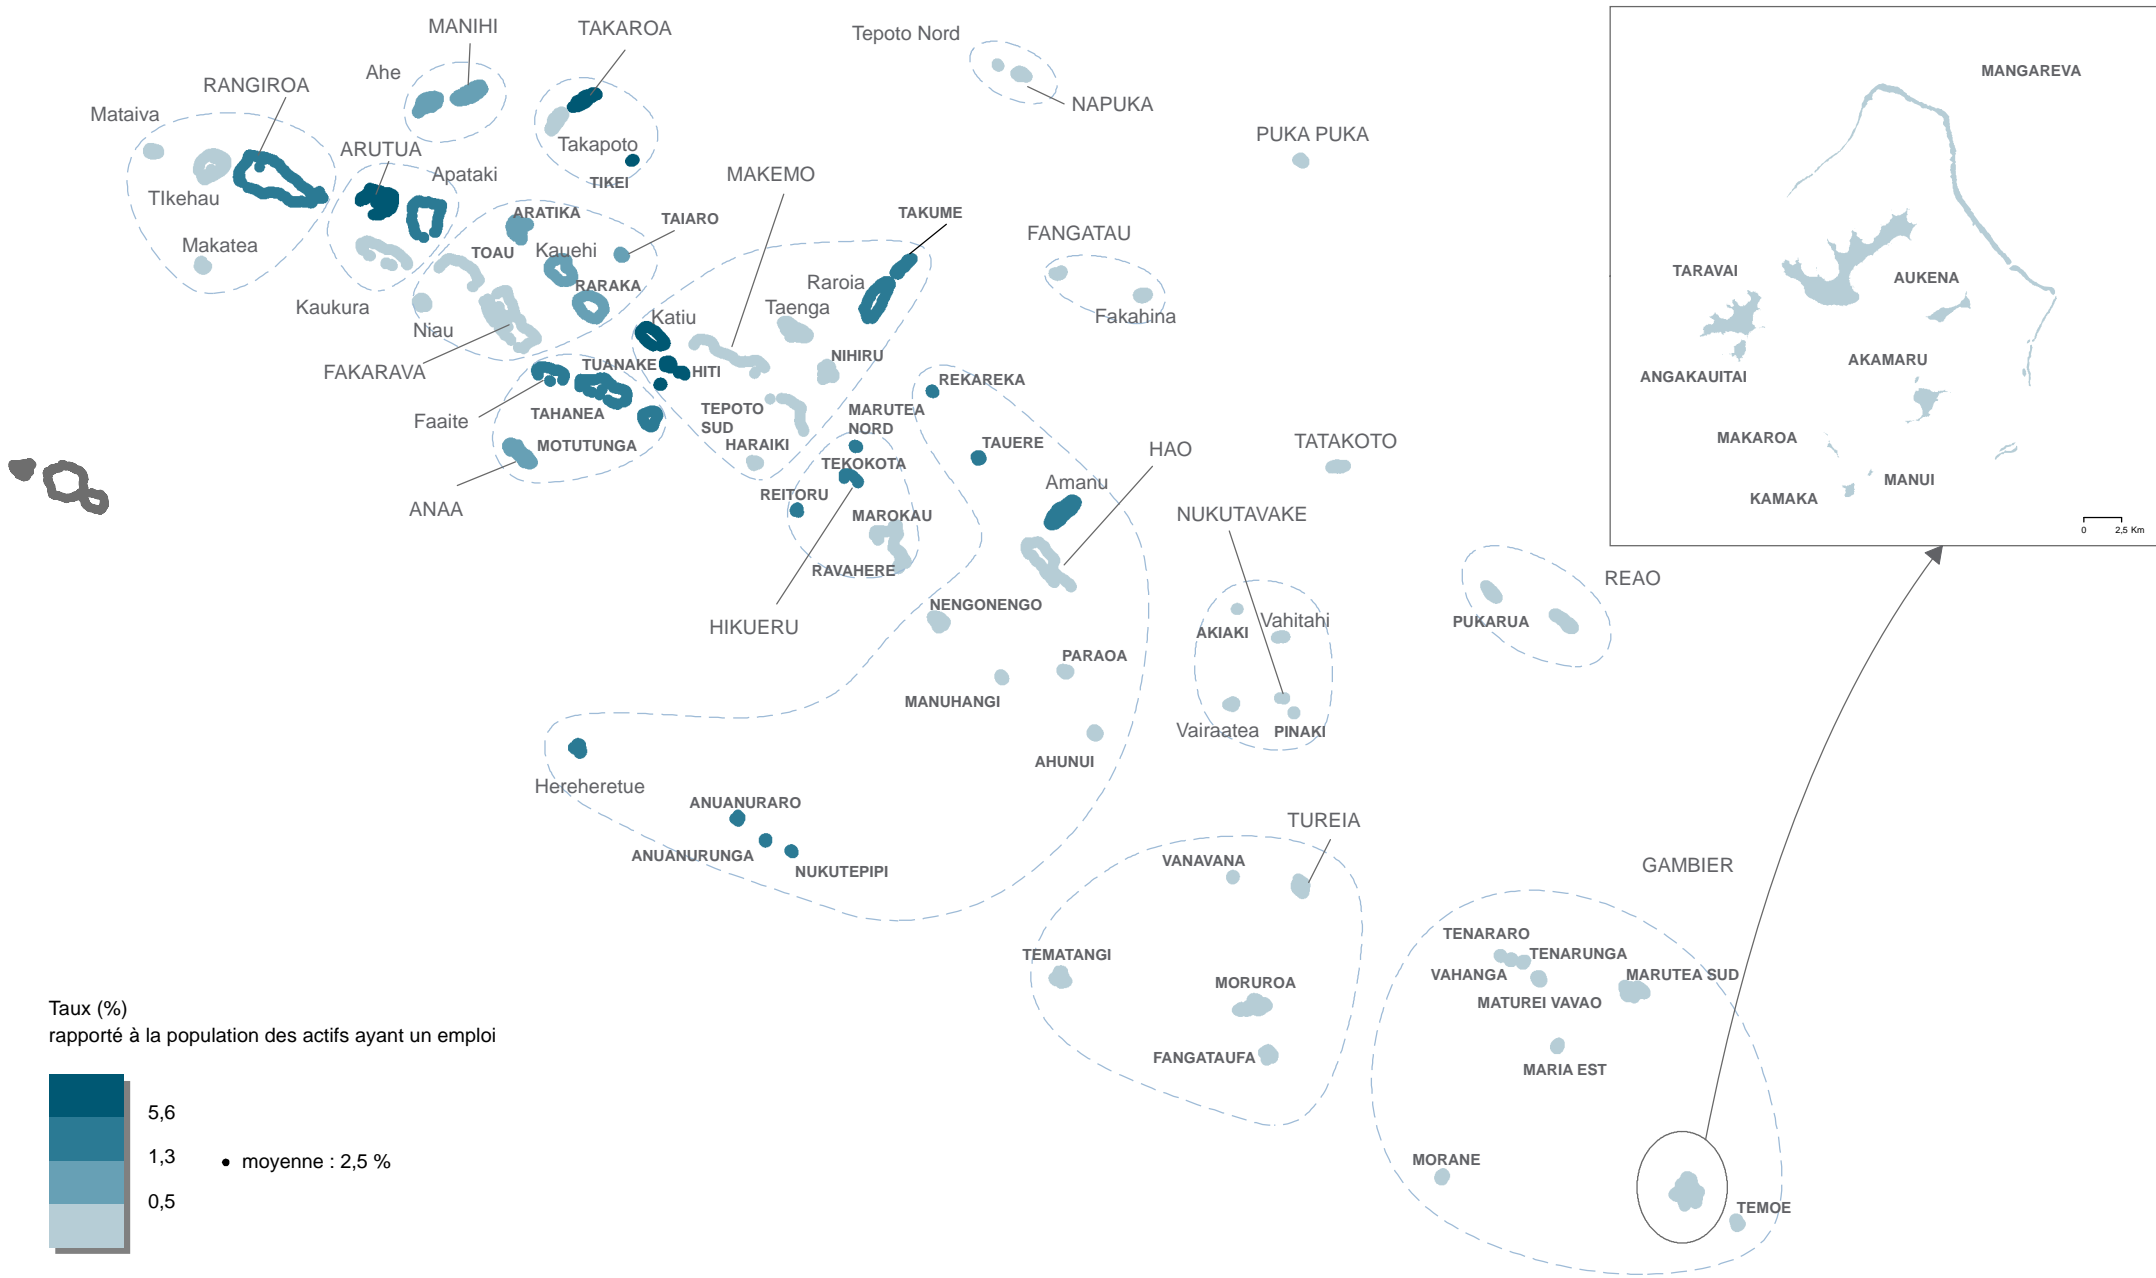 MANIHI
TAKAROA
Tepoto Nord
Ahe
RANGIROA
Mataiva
NAPUKA
MANGAREVA
PUKA PUKA
ARUTUA
Takapoto
Apataki
MAKEMO
TIKEI
TIkehau
ARATIKA
TAIARO
TAKUME
FANGATAU
Makatea
TOAU
Kauehi
RARAKA
Raroia
Taenga
TARAVAI
AUKENA
Kaukura
Niau
Katiu
Fakahina
FAKARAVA
TUANAKE
HITI
NIHIRU
REKAREKA
AKAMARU
ANGAKAUITAI
Faaite
TAHANEA
TEPOTO
SUD
MARUTEA
NORD
MOTUTUNGA
HARAIKI
TAUERE
HAO
TATAKOTO
MAKAROA
TEKOKOTA
Amanu
MANUI
KAMAKA
REITORU
ANAA
MAROKAU
NUKUTAVAKE
0
2,5 Km
RAVAHERE
REAO
NENGONENGO
HIKUERU
AKIAKI
Vahitahi
PUKARUA
PARAOA
MANUHANGI
Vairaatea
PINAKI
AHUNUI
Hereheretue
ANUANURARO
TUREIA
ANUANURUNGA
NUKUTEPIPI
VANAVANA
GAMBIER
TENARARO
TENARUNGA
TEMATANGI
VAHANGA
MARUTEA SUD
MORUROA
MATUREI VAVAO
FANGATAUFA
MARIA EST
MORANE
TEMOE
Taux (%)
rapporté à la population des actifs ayant un emploi
5,6
1,3
• moyenne : 2,5 %
0,5